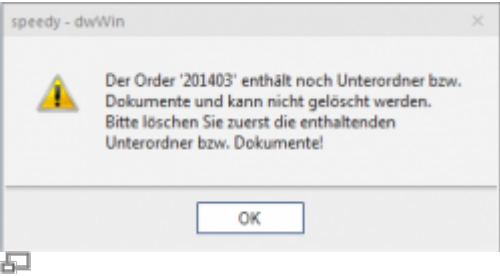 speedy - dwWin
Der Order '201403' enthält noch Unterordner bzw.
Dokumente und kann nicht gelöscht werden.
Bitte löschen Sie zuerst die enthaltenden
Unterordner bzw. Dokumente!
OK